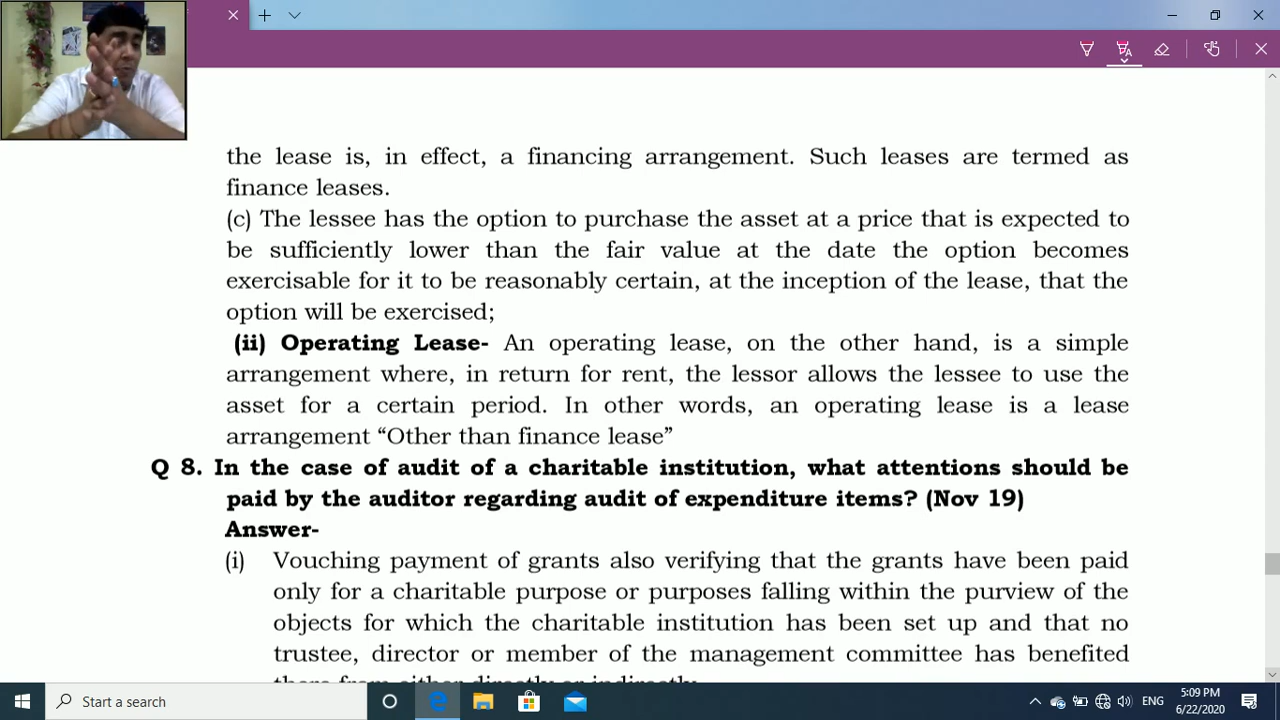 the lease is, in effect, a financing arrangement. Such leases are termed as
finance leases.
(c) The lessee has the option to purchase the asset at a price that is expected to
be sufficiently lower than the fair value at the date the option becomes
exercisable for it to be reasonably certain, at the inception of the lease, that the
option will be exercised;
(ii) Operating Lease- An operating lease, on the other hand, is a simple
arrangement where, in return for rent, the lessor allows the lessee to use the
asset for a certain period. In other words, an operating lease is a lease
arrangement “Other than finance lease”
Q 8. In the case of audit of a charitable institution, what attentions should be
paid by the auditor regarding audit of expenditure items? (Nov 19)
Answer-
(i) Vouching payment of grants also verifying that the grants have been paid
only for a charitable purpose or purposes falling within the purview of the
objects for which the charitable institution has been set up and that no
trustee, director or member of the management committee has benefited
there from either directly or indirectly
Start a search
ENG
5:09 PM
6/22/2020